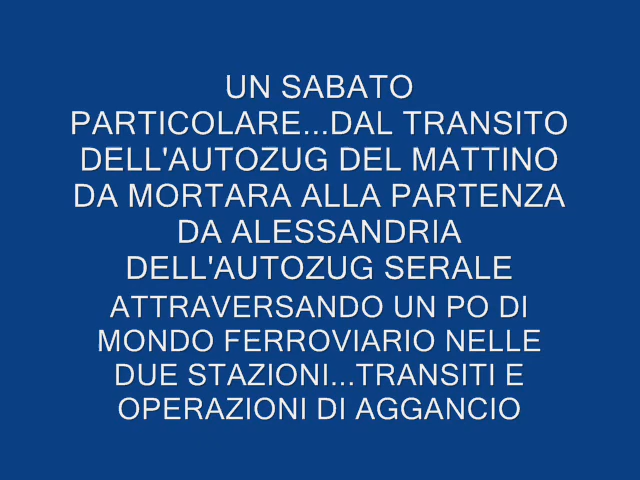 UN SABATO
PARTICOLARE...DAL TRANSITO
DELL'AUTOZUG DEL MATTINO
DA MORTARA ALLA PARTENZA
DA ALESSANDRIA
DELL'AUTOZUG SERALE
ATTRAVERSANDO UN PO DI
MONDO FERROVIARIO NELLE
DUE STAZIONI...TRANSITI E
OPERAZIONI DI AGGANCIO